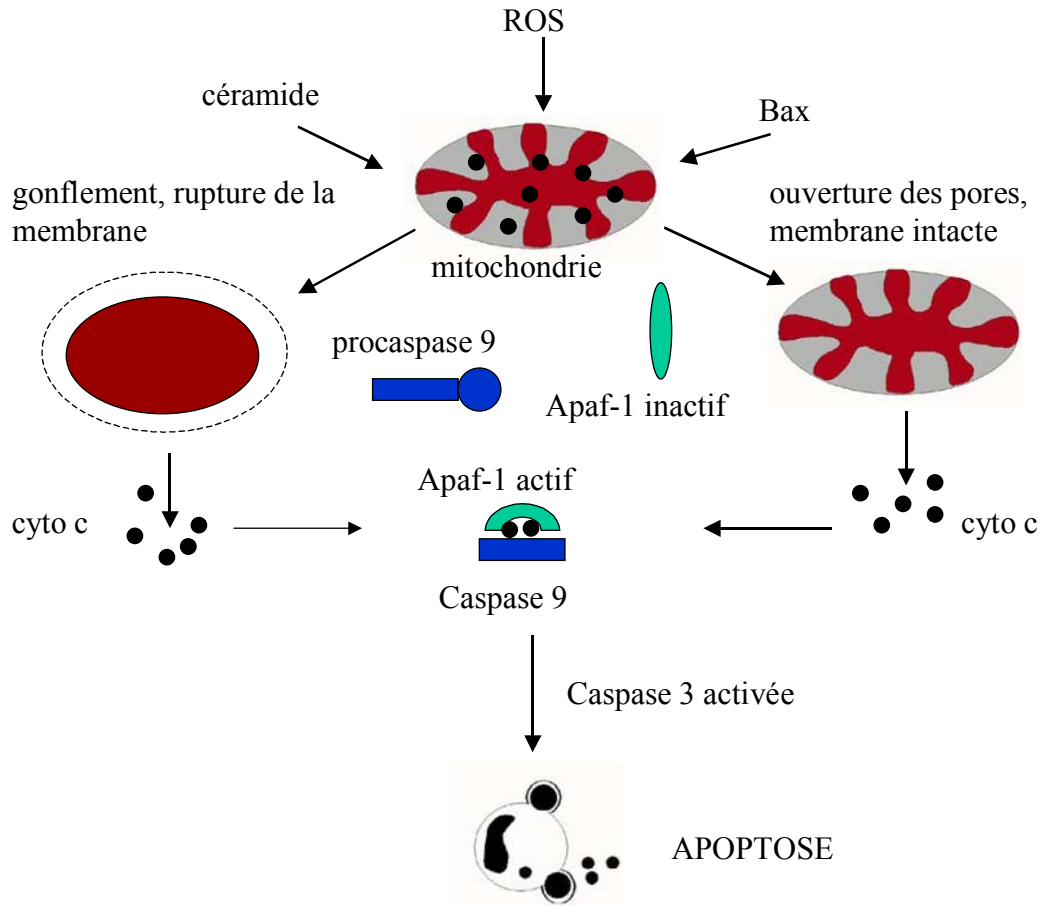 ROS
céramide
Bax
gonflement, rupture de la
membrane
ouverture des pores,
membrane intacte
mitochondrie
procaspase 9
Apaf-1 inactif
Apaf-1 actif
cyto c
cyto c
Caspase 9
Caspase 3 activée
APOPTOSE